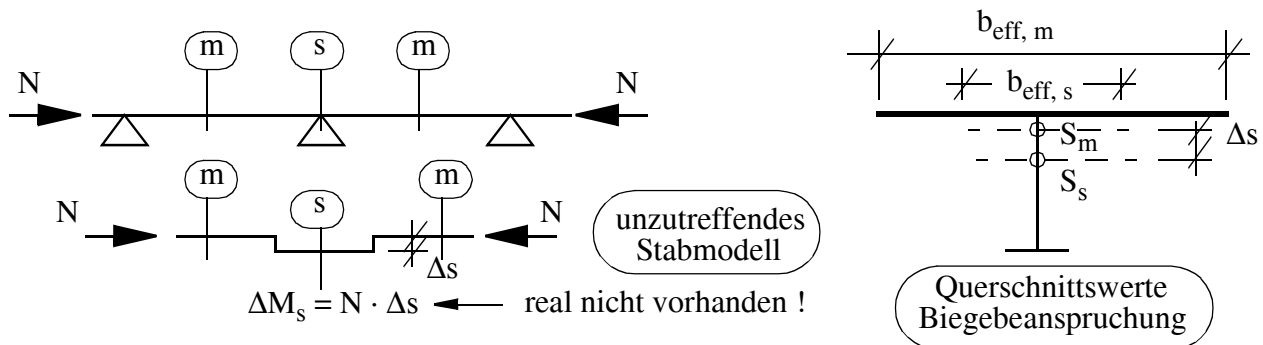 m s m
N N
m s m
N N
Δs
ΔM_s = N · Δs
real nicht vorhanden !
unzutreffendes
Stabmodell
b_eff, m
b_eff, s
S_m
S_s
Δs
Querschnittswerte
Biegebeanspruchung